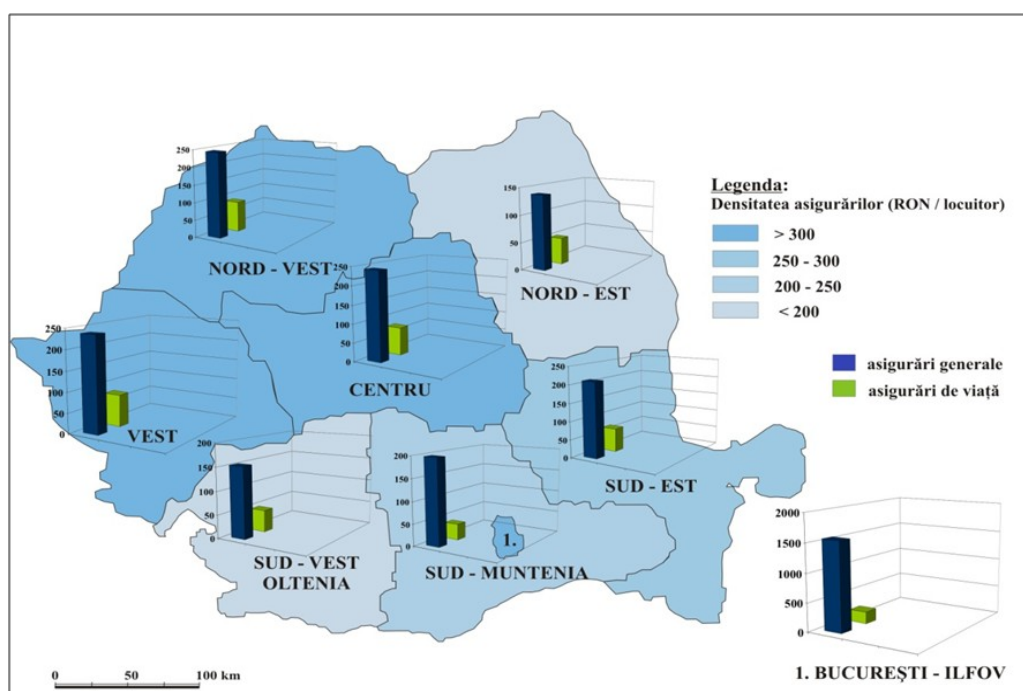 250
200
150
100
50
0
NORD - VEST
150
100
50
0
NORD - EST
Legenda:
Densitatea asigurărilor (RON / locuitor)
> 300
250 - 300
200 - 250
< 200
asigurări generale
asigurări de viață
250
200
150
100
50
0
CENTRU
250
200
150
100
50
0
VEST
250
200
150
100
50
0
SUD - EST
200
150
100
50
0
SUD - VEST
OLTENIA
200
150
100
50
0
1.
SUD - MUNTENIA
2000
1500
1000
500
0
1. BUCUREȘTI - ILFOV
0 50 100 km